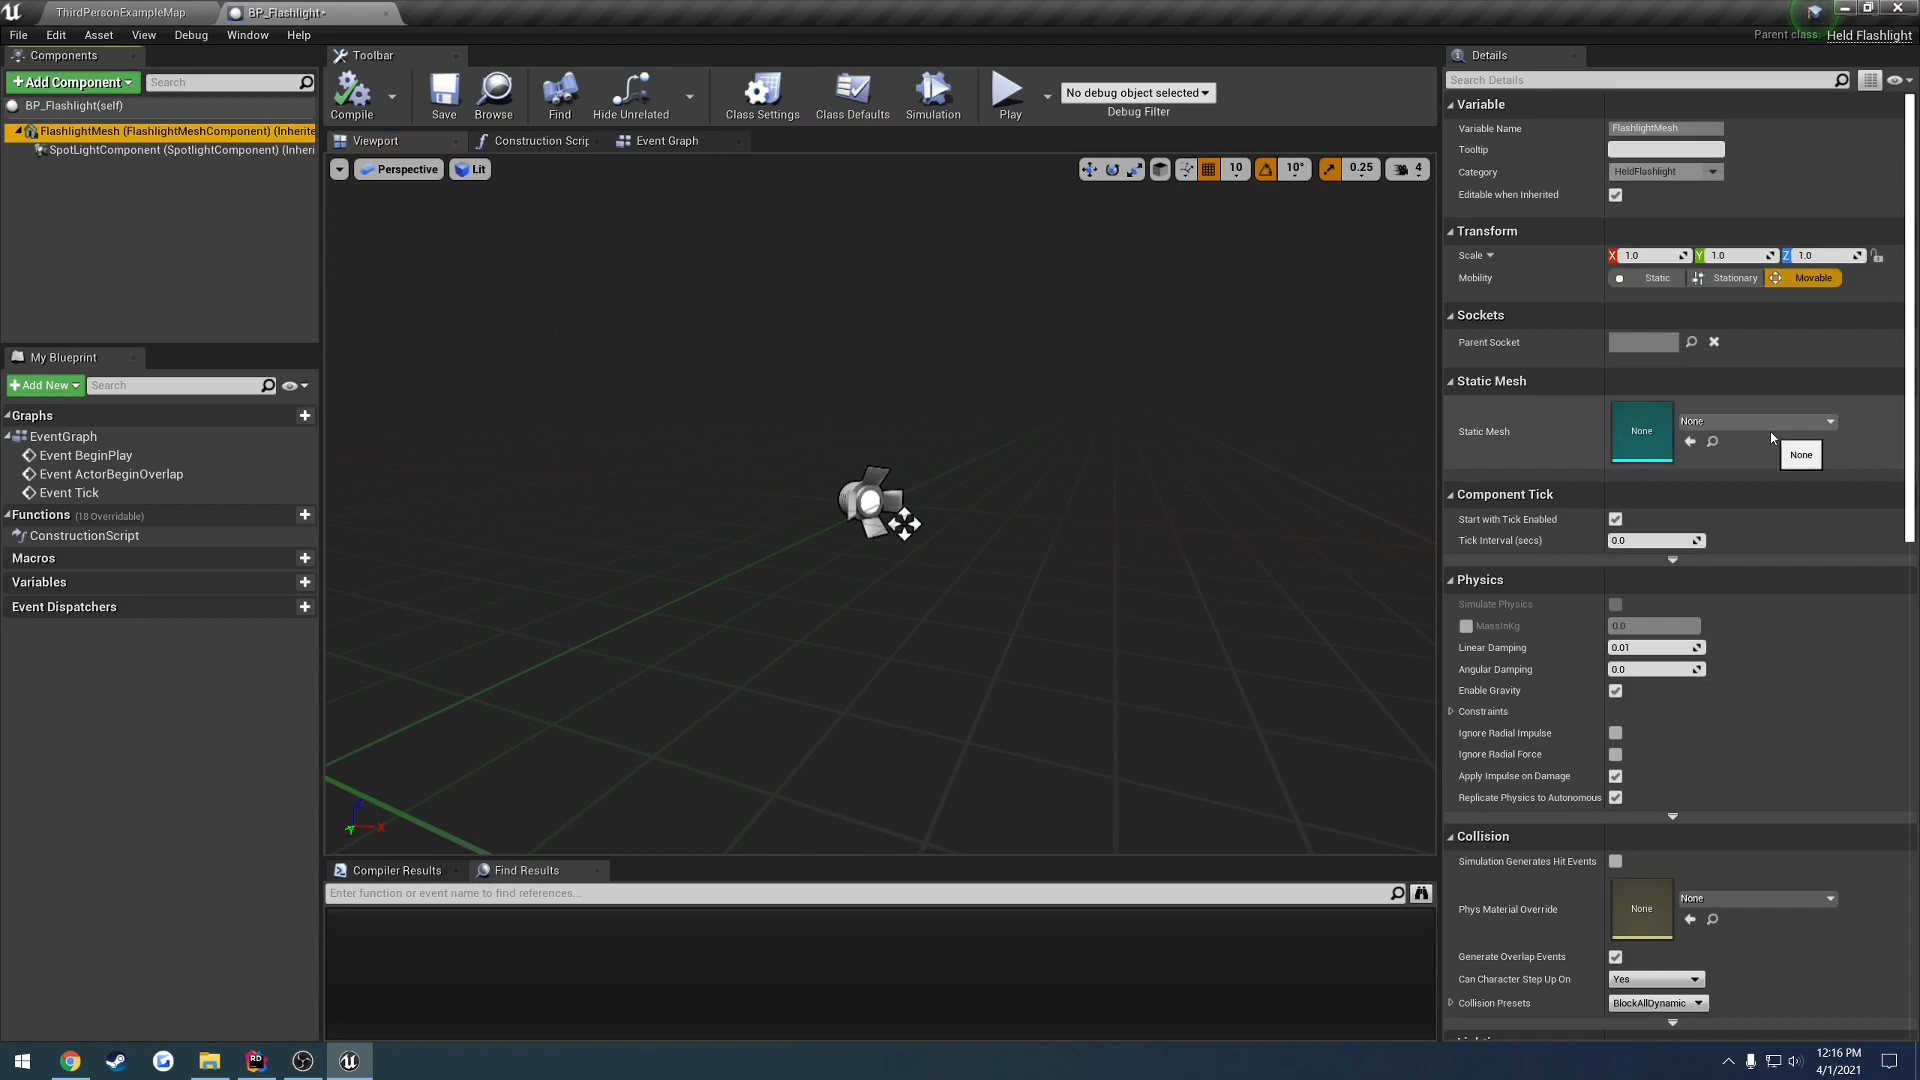 ThirdPersonExampleMap
BP_Flashlight*
File Edit Asset View Debug Window Help
Parent class: Held Flashlight
Components
Add Component
Search
BP_Flashlight(self)
FlashlightMesh (FlashlightMeshComponent) (Inherite
SpotLightComponent (SpotlightComponent) (Inheri
My Blueprint
Add New
Search
Graphs
EventGraph
Event BeginPlay
Event ActorBeginOverlap
Event Tick
Functions (18 Overridable)
ConstructionScript
Macros
Variables
Event Dispatchers
Toolbar
Compile
Save
Browse
Find
Hide Unrelated
Class Settings
Class Defaults
Simulation
Play
No debug object selected
Debug Filter
Viewport
Construction Scrip
Event Graph
Perspective
Lit
10
10°
0.25
4
Z
Y
X
Compiler Results
Find Results
Enter function or event name to find references...
Details
Search Details
Variable
Variable Name FlashlightMesh
Tooltip
Category HeldFlashlight
Editable when Inherited
Transform
Scale X 1.0 Y 1.0 Z 1.0
Mobility Static Stationary Movable
Sockets
Parent Socket
Static Mesh
Static Mesh None None
None
Component Tick
Start with Tick Enabled
Tick Interval (secs) 0.0
Physics
Simulate Physics
MassInKg 0.0
Linear Damping 0.01
Angular Damping 0.0
Enable Gravity
Constraints
Ignore Radial Impulse
Ignore Radial Force
Apply Impulse on Damage
Replicate Physics to Autonomous
Collision
Simulation Generates Hit Events
Phys Material Override None None
Generate Overlap Events
Can Character Step Up On Yes
Collision Presets BlockAllDynamic
RD
12:16 PM
4/1/2021